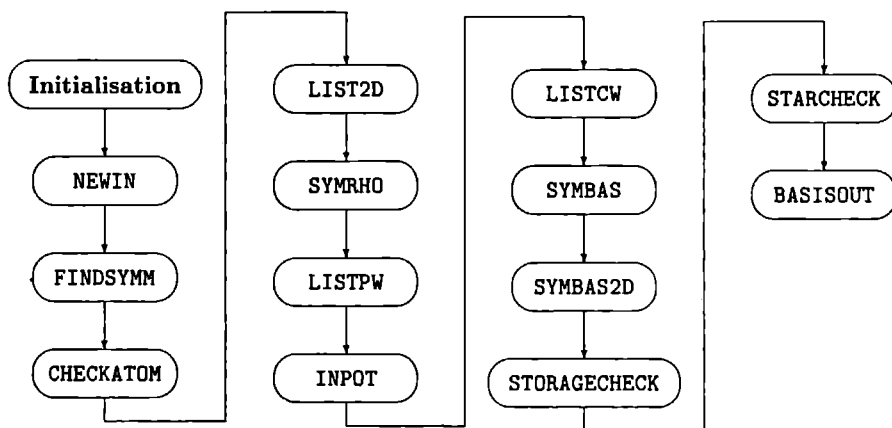 Initialisation
NEWIN
FINDSYMM
CHECKATOM
LIST2D
SYMRHO
LISTPW
INPOT
LISTCW
SYMBAS
SYMBAS2D
STORAGECHECK
STARCHECK
BASISOUT